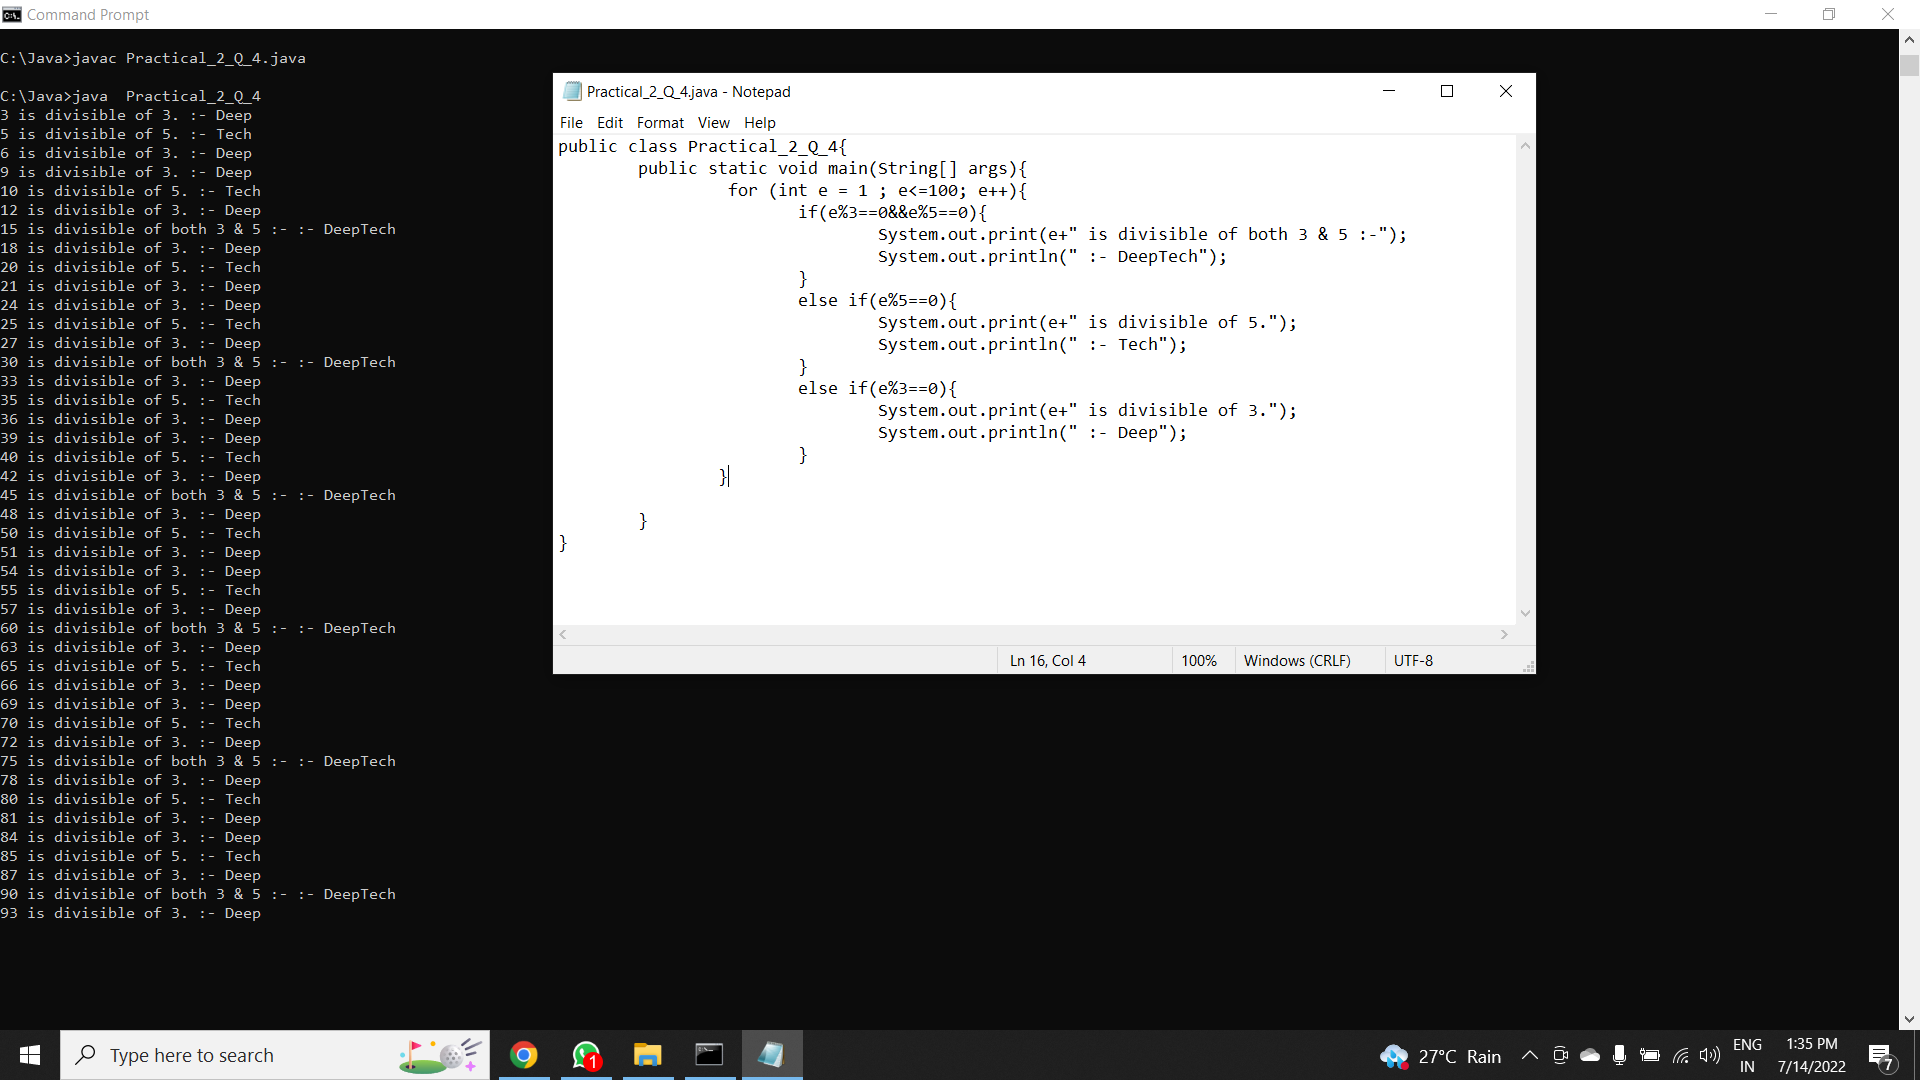 Command Prompt
C:\Java>javac Practical_2_Q_4.java
C:\Java>java  Practical_2_Q_4
3 is divisible of 3. :- Deep
5 is divisible of 5. :- Tech
6 is divisible of 3. :- Deep
9 is divisible of 3. :- Deep
10 is divisible of 5. :- Tech
12 is divisible of 3. :- Deep
15 is divisible of both 3 & 5 :- :- DeepTech
18 is divisible of 3. :- Deep
20 is divisible of 5. :- Tech
21 is divisible of 3. :- Deep
24 is divisible of 3. :- Deep
25 is divisible of 5. :- Tech
27 is divisible of 3. :- Deep
30 is divisible of both 3 & 5 :- :- DeepTech
33 is divisible of 3. :- Deep
35 is divisible of 5. :- Tech
36 is divisible of 3. :- Deep
39 is divisible of 3. :- Deep
40 is divisible of 5. :- Tech
42 is divisible of 3. :- Deep
45 is divisible of both 3 & 5 :- :- DeepTech
48 is divisible of 3. :- Deep
50 is divisible of 5. :- Tech
51 is divisible of 3. :- Deep
54 is divisible of 3. :- Deep
55 is divisible of 5. :- Tech
57 is divisible of 3. :- Deep
60 is divisible of both 3 & 5 :- :- DeepTech
63 is divisible of 3. :- Deep
65 is divisible of 5. :- Tech
66 is divisible of 3. :- Deep
69 is divisible of 3. :- Deep
70 is divisible of 5. :- Tech
72 is divisible of 3. :- Deep
75 is divisible of both 3 & 5 :- :- DeepTech
78 is divisible of 3. :- Deep
80 is divisible of 5. :- Tech
81 is divisible of 3. :- Deep
84 is divisible of 3. :- Deep
85 is divisible of 5. :- Tech
87 is divisible of 3. :- Deep
90 is divisible of both 3 & 5 :- :- DeepTech
93 is divisible of 3. :- Deep
Practical_2_Q_4.java - Notepad
File Edit Format View Help
public class Practical_2_Q_4{
public static void main(String[] args){
for (int e = 1 ; e<=100; e++){
if(e%3==0&&e%5==0){
System.out.print(e+" is divisible of both 3 & 5 :-");
System.out.println(" :- DeepTech");
}
else if(e%5==0){
System.out.print(e+" is divisible of 5.");
System.out.println(" :- Tech");
}
else if(e%3==0){
System.out.print(e+" is divisible of 3.");
System.out.println(" :- Deep");
}
}
}
}
Ln 16, Col 4 100% Windows (CRLF) UTF-8
Type here to search
1
27°C Rain
ENG
IN
1:35 PM
7/14/2022
7